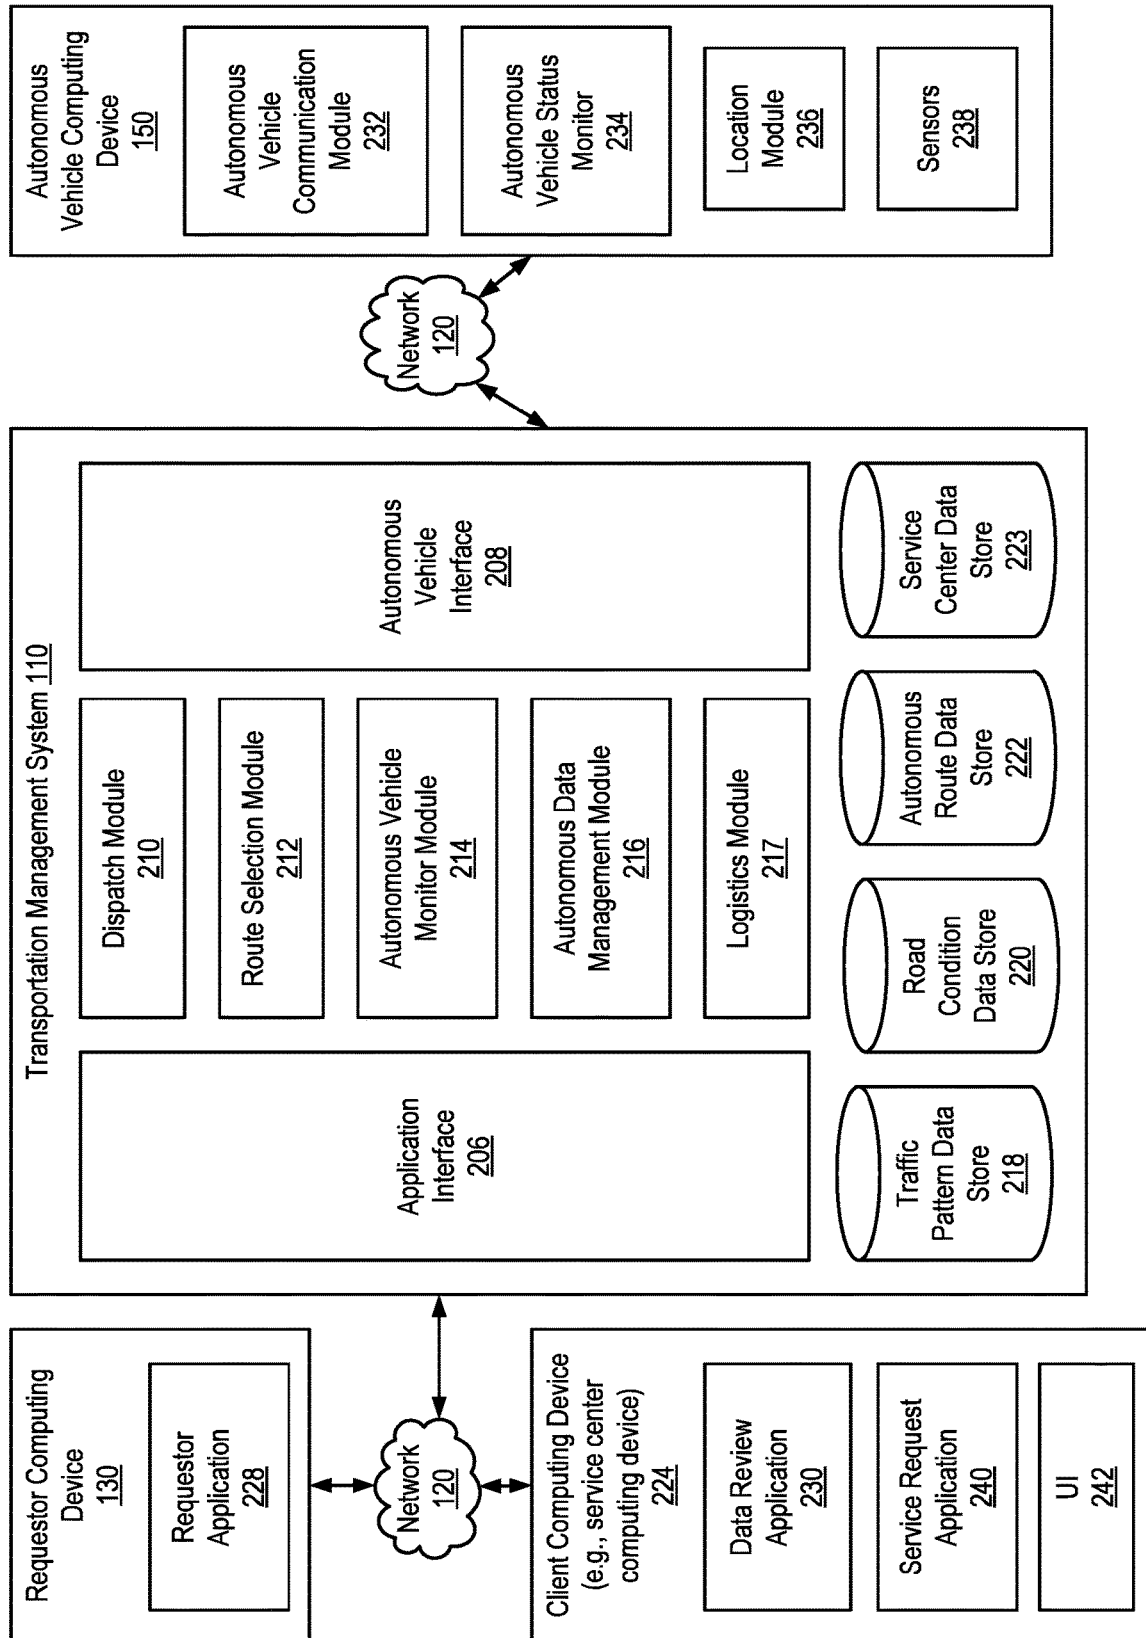 Requestor Computing
Device
130
Requestor
Application
228
Network
120
Client Computing Device
(e.g., service center
computing device)
224
Data Review
Application
230
Service Request
Application
240
UI
242
Transportation Management System 110
Application
Interface
206
Dispatch Module
210
Route Selection Module
212
Autonomous Vehicle
Monitor Module
214
Autonomous Data
Management Module
216
Logistics Module
217
Autonomous
Vehicle
Interface
208
Traffic
Pattern Data
Store
218
Road
Condition
Data Store
220
Autonomous
Route Data
Store
222
Service
Center Data
Store
223
Network
120
Autonomous
Vehicle Computing
Device
150
Autonomous
Vehicle
Communication
Module
232
Autonomous
Vehicle Status
Monitor
234
Location
Module
236
Sensors
238